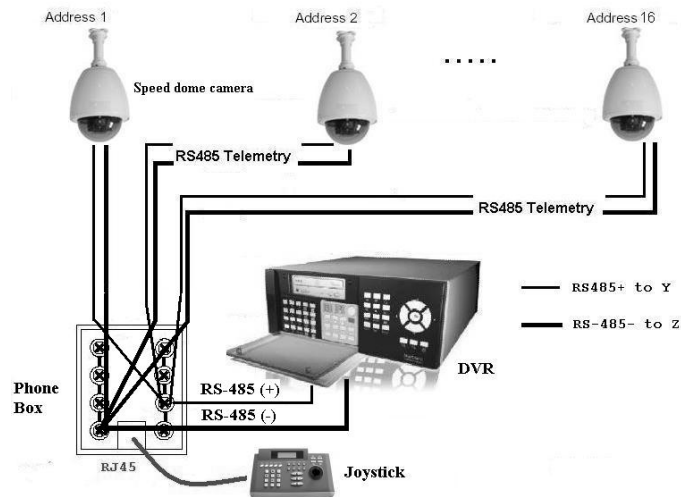 Address 1
Address 2
Address 16
Speed dome camera
RS485 Telemetry
RS485 Telemetry
RS485+ to Y
RS-485- to Z
DVR
Phone
Box
RS-485 (+)
RS-485 (-)
RJ45
Joystick